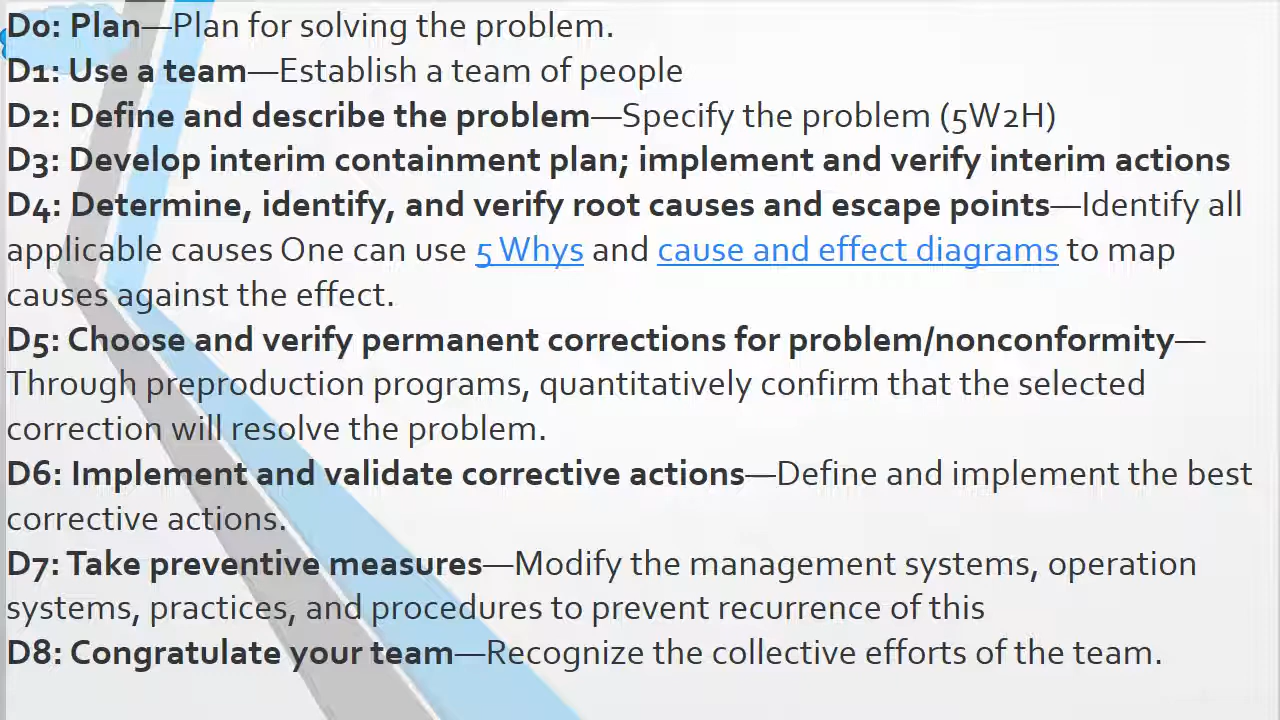 D0: Plan—Plan for solving the problem.
D1: Use a team—Establish a team of people
D2: Define and describe the problem—Specify the problem (5W2H)
D3: Develop interim containment plan; implement and verify interim actions
D4: Determine, identify, and verify root causes and escape points—Identify all
applicable causes One can use 5 Whys and cause and effect diagrams to map
causes against the effect.
D5: Choose and verify permanent corrections for problem/nonconformity—
Through preproduction programs, quantitatively confirm that the selected
correction will resolve the problem.
D6: Implement and validate corrective actions—Define and implement the best
corrective actions.
D7: Take preventive measures—Modify the management systems, operation
systems, practices, and procedures to prevent recurrence of this
D8: Congratulate your team—Recognize the collective efforts of the team.